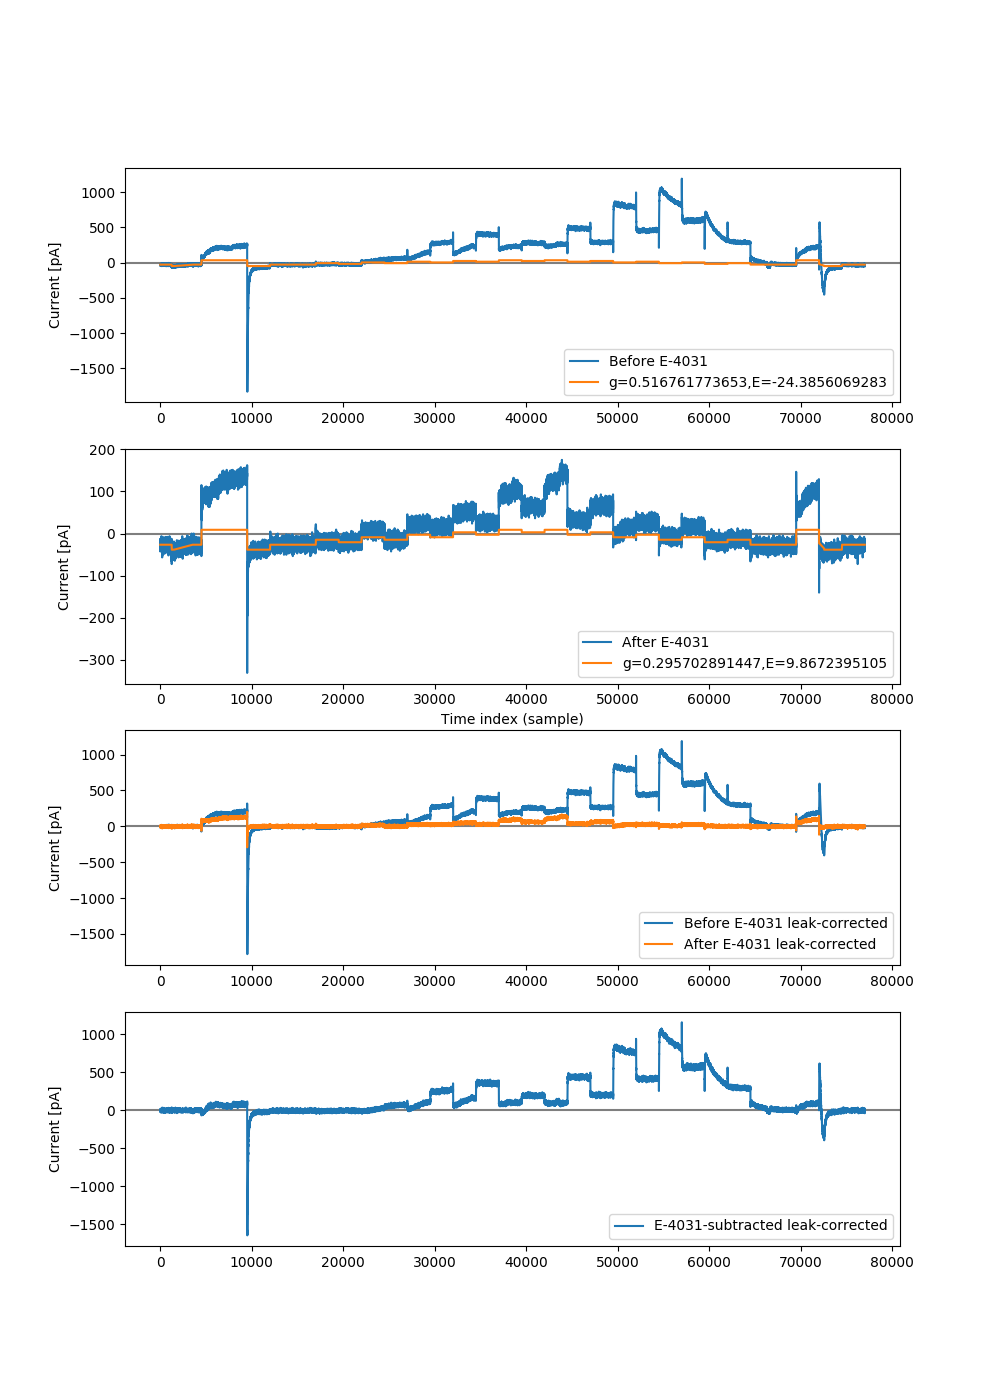 1000
500
0
−500
−1000
−1500
Current [pA]
Before E-4031
g=0.516761773653,E=-24.3856069283
0 10000 20000 30000 40000 50000 60000 70000 80000
200
100
0
−100
−200
−300
Current [pA]
After E-4031
g=0.295702891447,E=9.8672395105
0 10000 20000 30000 40000 50000 60000 70000 80000
Time index (sample)
1000
500
0
−500
−1000
−1500
Current [pA]
Before E-4031 leak-corrected
After E-4031 leak-corrected
0 10000 20000 30000 40000 50000 60000 70000 80000
1000
500
0
−500
−1000
−1500
Current [pA]
E-4031-subtracted leak-corrected
0 10000 20000 30000 40000 50000 60000 70000 80000